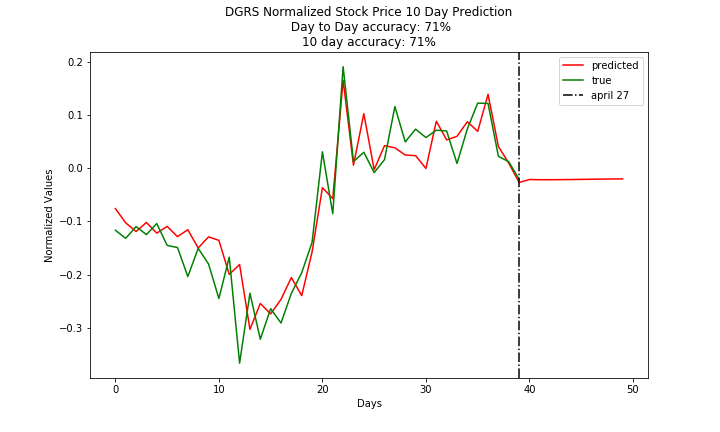 DGRS Normalized Stock Price 10 Day Prediction
Day to Day accuracy: 71%
10 day accuracy: 71%
predicted
true
april 27
0.2
0.1
0.0
−0.1
−0.2
−0.3
Normalized Values
0 10 20 30 40 50
Days